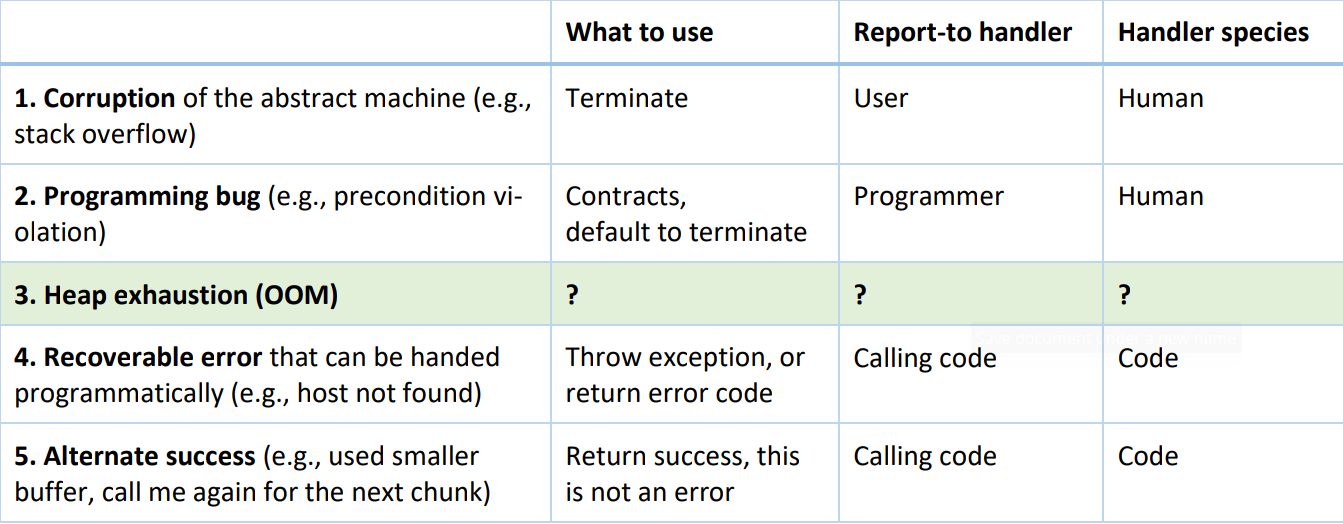 What to use
Report-to handler
Handler species
1. Corruption of the abstract machine (e.g.,
stack overflow)
Terminate
User
Human
2. Programming bug (e.g., precondition vi-
olation)
Contracts,
default to terminate
Programmer
Human
3. Heap exhaustion (OOM)
?
?
?
4. Recoverable error that can be handed
programmatically (e.g., host not found)
Throw exception, or
return error code
Calling code
Code
5. Alternate success (e.g., used smaller
buffer, call me again for the next chunk)
Return success, this
is not an error
Calling code
Code